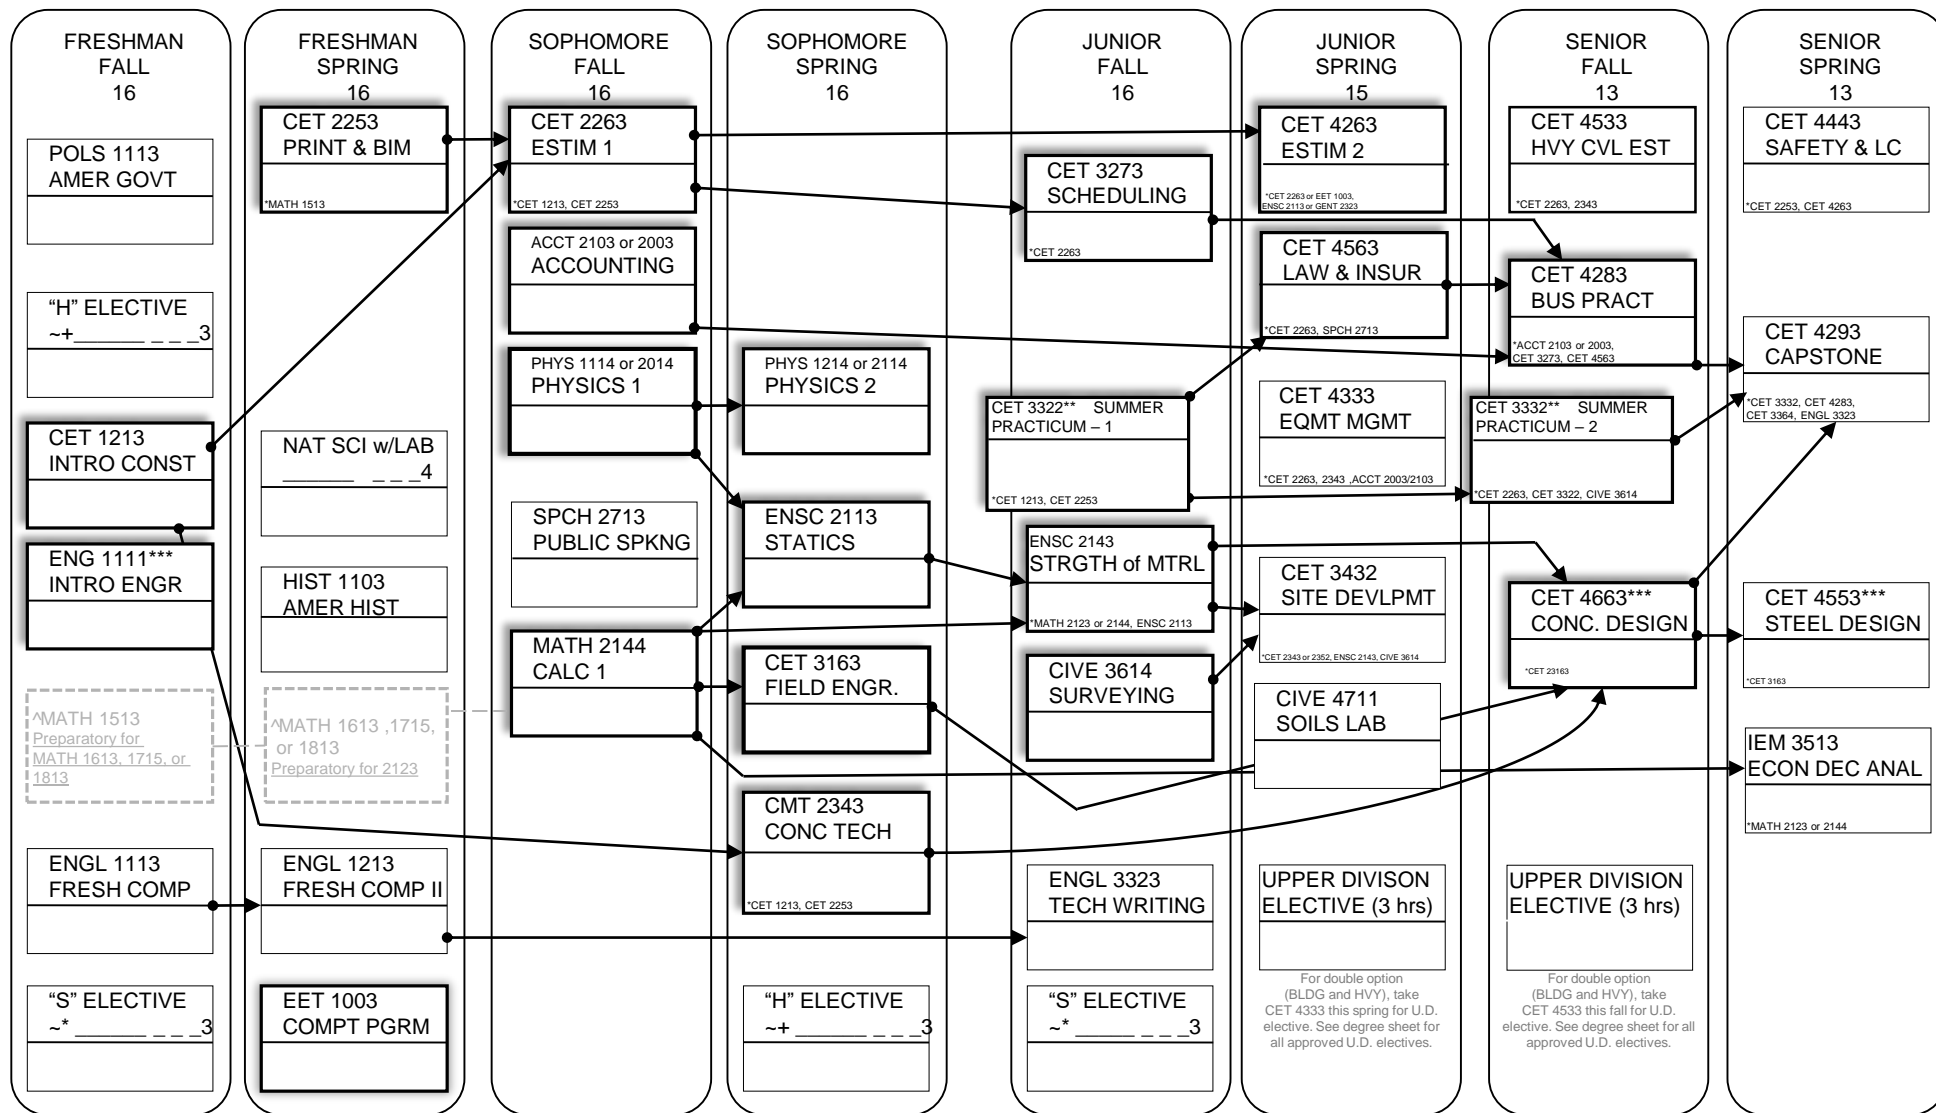 FRESHMAN
FALL
16
POLS 1113
AMER GOVT
“H” ELECTIVE
~+______ _ _ _3
CET 1213
INTRO CONST
ENG 1111***
INTRO ENGR
^MATH 1513
Preparatory for
MATH 1613, 1715, or
1813
ENGL 1113
FRESH COMP
“S” ELECTIVE
~* ______ _ _ _3
FRESHMAN
SPRING
16
CET 2253
PRINT & BIM
*MATH 1513
NAT SCI w/LAB
______ _ _ _4
HIST 1103
AMER HIST
^MATH 1613 ,1715,
or 1813
Preparatory for 2123
ENGL 1213
FRESH COMP II
EET 1003
COMPT PGRM
SOPHOMORE
FALL
16
CET 2263
ESTIM 1
*CET 1213, CET 2253
ACCT 2103 or 2003
ACCOUNTING
PHYS 1114 or 2014
PHYSICS 1
SPCH 2713
PUBLIC SPKNG
MATH 2144
CALC 1
SOPHOMORE
SPRING
16
PHYS 1214 or 2114
PHYSICS 2
ENSC 2113
STATICS
CET 3163
FIELD ENGR.
CMT 2343
CONC TECH
*CET 1213, CET 2253
“H” ELECTIVE
~+ ______ _ _ _3
JUNIOR
FALL
16
CET 3273
SCHEDULING
*CET 2263
CET 3322** SUMMER
PRACTICUM – 1
*CET 1213, CET 2253
ENSC 2143
STRGTH of MTRL
*MATH 2123 or 2144, ENSC 2113
CIVE 3614
SURVEYING
ENGL 3323
TECH WRITING
“S” ELECTIVE
~* _____ _ _ _3
JUNIOR
SPRING
15
CET 4263
ESTIM 2
*CET 2263 or EET 1003,
ENSC 2113 or GENT 2323
CET 4563
LAW & INSUR
*CET 2263, SPCH 2713
CET 4333
EQMT MGMT
*CET 2263, 2343 ,ACCT 2003/2103
CET 3432
SITE DEVLPMT
*CET 2343 or 2352, ENSC 2143, CIVE 3614
CIVE 4711
SOILS LAB
UPPER DIVISON
ELECTIVE (3 hrs)
For double option
(BLDG and HVY), take
CET 4333 this spring for U.D.
elective. See degree sheet for
all approved U.D. electives.
SENIOR
FALL
13
CET 4533
HVY CVL EST
*CET 2263, 2343
CET 4283
BUS PRACT
*ACCT 2103 or 2003,
CET 3273, CET 4563
CET 3332** SUMMER
PRACTICUM – 2
*CET 2263, CET 3322, CIVE 3614
CET 4663***
CONC. DESIGN
*CET 23163
UPPER DIVISION
ELECTIVE (3 hrs)
For double option
(BLDG and HVY), take
CET 4533 this fall for U.D.
elective. See degree sheet for all
approved U.D. electives.
SENIOR
SPRING
13
CET 4443
SAFETY & LC
*CET 2253, CET 4263
CET 4293
CAPSTONE
*CET 3332, CET 4283,
CET 3364, ENGL 3323
CET 4553***
STEEL DESIGN
*CET 3163
IEM 3513
ECON DEC ANAL
*MATH 2123 or 2144